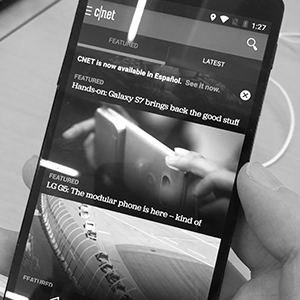 1:27
c|net
FEATURED
LATEST
CNET is now available in Español. See it now.
FEATURED
Hands-on: Galaxy S7 brings back the good stuff
FEATURED
LG G5: The modular phone is here – kind of
FEATURED